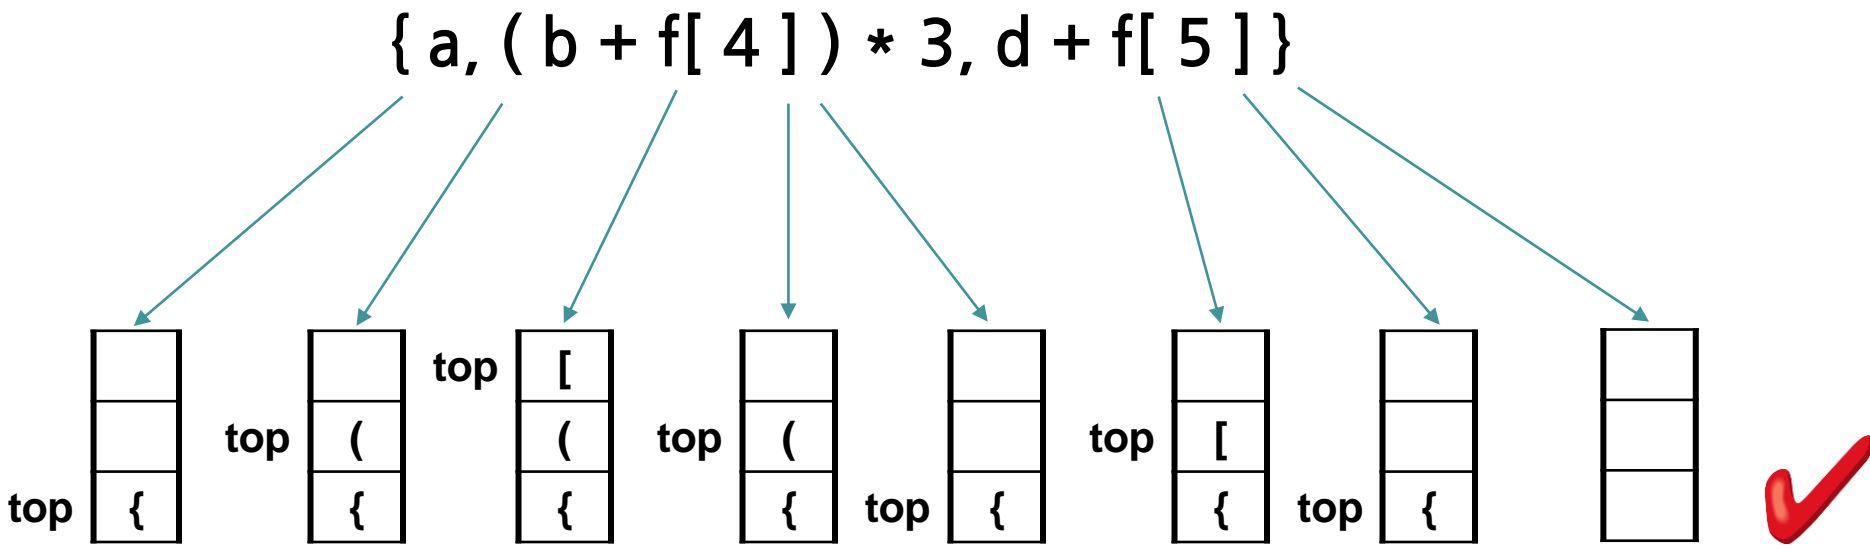 { a, ( b + f[ 4 ] ) * 3, d + f[ 5 ] }
top [
top ( ( top ( top [
top { { { { top { { top {